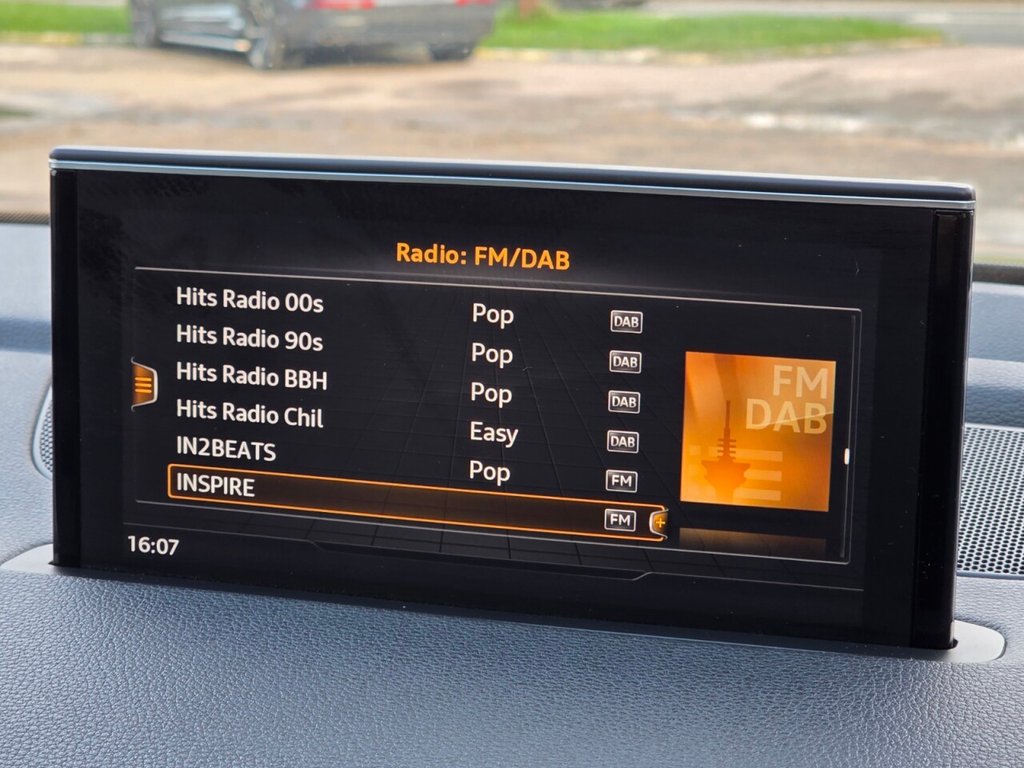 Radio: FM/DAB
Hits Radio 00s Pop DAB
Hits Radio 90s Pop DAB
Hits Radio BBH Pop DAB
Hits Radio Chil Easy DAB
IN2BEATS Pop FM
INSPIRE FM
FM
DAB
16:07